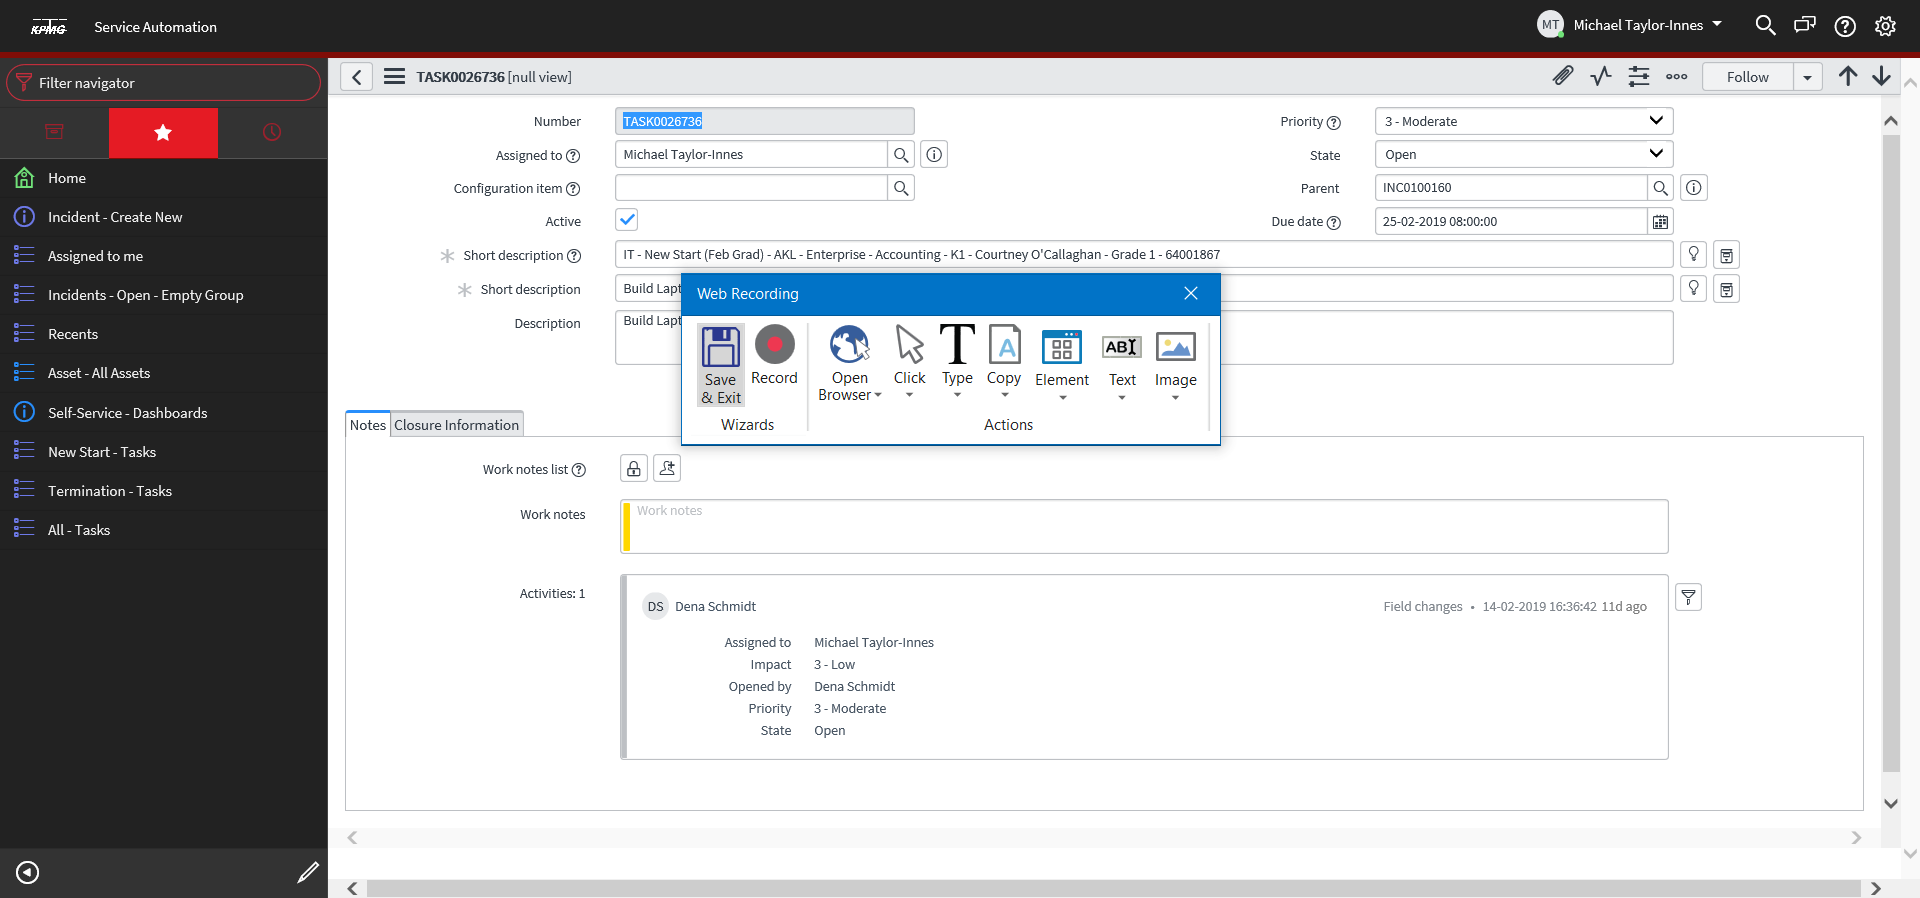 KPMG
Service Automation
MT
Michael Taylor-Innes
Filter navigator
TASK0026736 [null view]
Follow
Home
Incident - Create New
Assigned to me
Incidents - Open - Empty Group
Recents
Asset - All Assets
Self-Service - Dashboards
New Start - Tasks
Termination - Tasks
All - Tasks
Number
TASK0026736
Priority
3 - Moderate
Assigned to
Michael Taylor-Innes
State
Open
Configuration item
Parent
INC0100160
Active
Due date
25-02-2019 08:00:00
Short description
IT - New Start (Feb Grad) - AKL - Enterprise - Accounting - K1 - Courtney O'Callaghan - Grade 1 - 64001867
Short description
Build Lapt
Description
Build Lapt
Web Recording
Save
& Exit
Record
Wizards
Open
Browser
Click
Type
Copy
Element
Text
Image
Actions
Notes
Closure Information
Work notes list
Work notes
Work notes
Activities: 1
DS
Dena Schmidt
Field changes • 14-02-2019 16:36:42 11d ago
Assigned to
Michael Taylor-Innes
Impact
3 - Low
Opened by
Dena Schmidt
Priority
3 - Moderate
State
Open